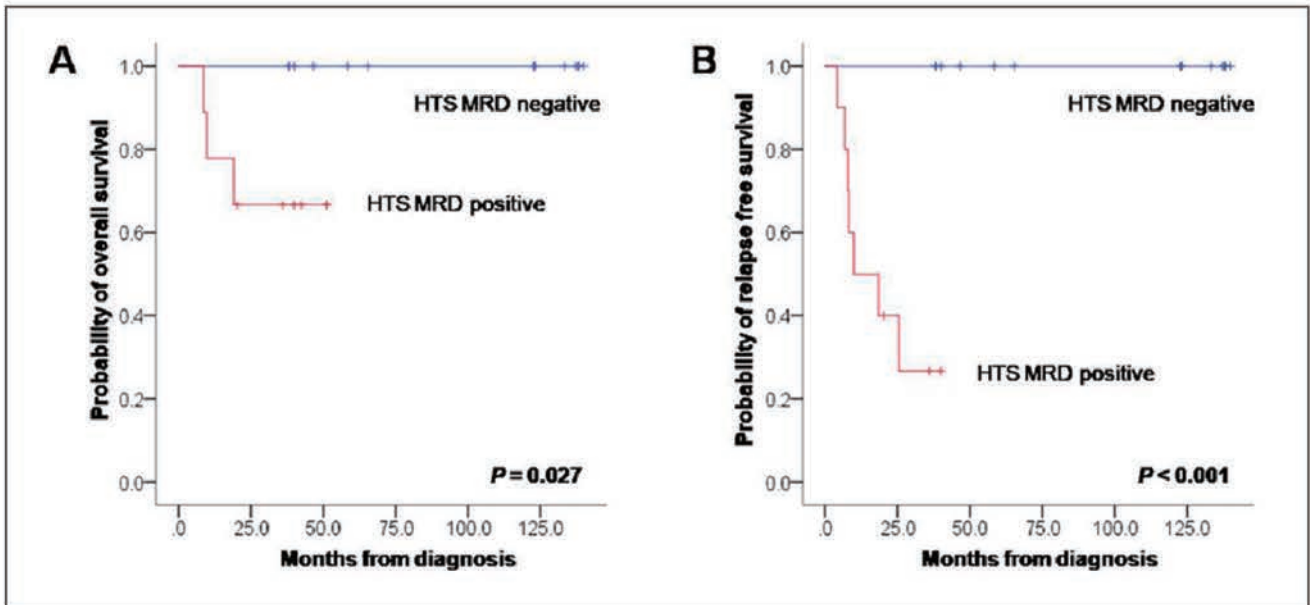 A
Probability of overall survival
1.0
0.8
0.6
0.4
0.2
0.0
HTS MRD negative
HTS MRD positive
P = 0.027
.0 25.0 50.0 75.0 100.0 125.0
Months from diagnosis
B
Probability of relapse free survival
1.0
0.8
0.6
0.4
0.2
0.0
HTS MRD negative
HTS MRD positive
P < 0.001
.0 25.0 50.0 75.0 100.0 125.0
Months from diagnosis